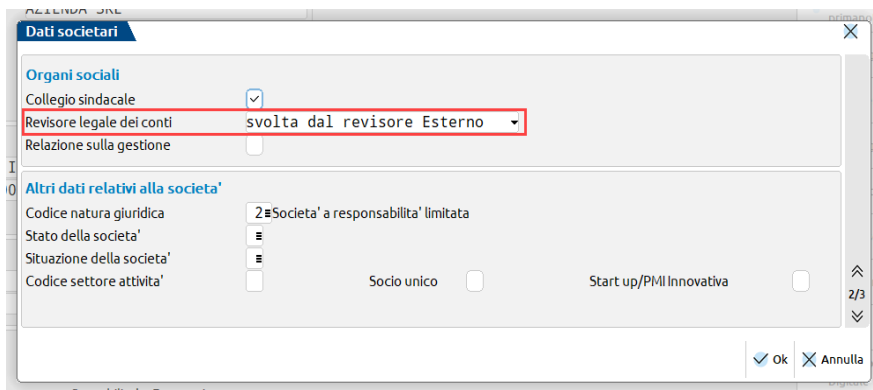 AZIENDA SRL
primano
Dati societari
Organi sociali
Collegio sindacale
Revisore legale dei conti svolta dal revisore Esterno
Relazione sulla gestione
Altri dati relativi alla societa'
Codice natura giuridica 2 Societa' a responsabilita' limitata
Stato della societa'
Situazione della societa'
Codice settore attivita' Socio unico Start up/PMI Innovativa
2/3
Ok Annulla